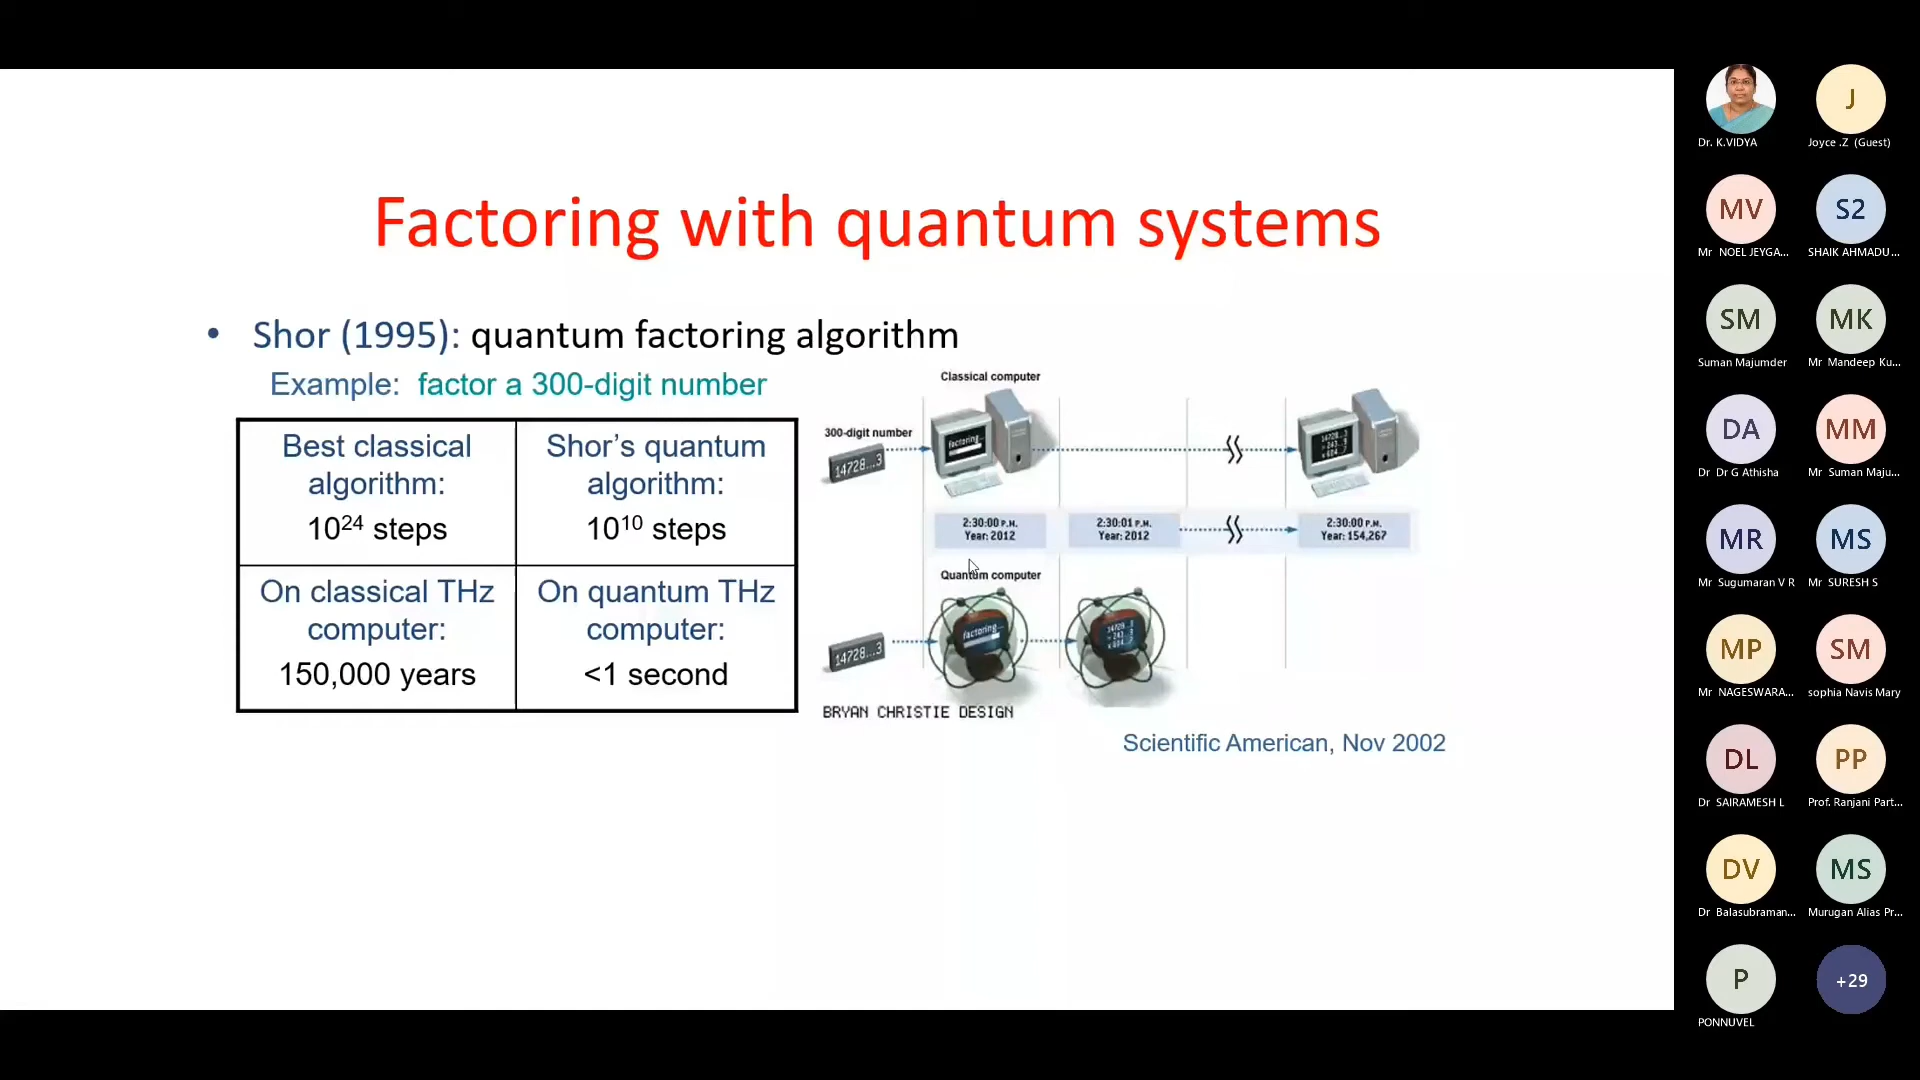 Factoring with quantum systems
• Shor (1995): quantum factoring algorithm
Example: factor a 300-digit number
Best classical
algorithm:
10²⁴ steps
Shor's quantum
algorithm:
10¹⁰ steps
On classical THz
computer:
150,000 years
On quantum THz
computer:
<1 second
Classical computer
300-digit number
14728...3
factoring...
2:30:00 P.M.
Year: 2012
2:30:01 P.M.
Year: 2012
2:30:00 P.M.
Year: 154,267
Quantum computer
14728...3
factoring...
BRYAN CHRISTIE DESIGN
Scientific American, Nov 2002
Dr. K.VIDYA
J
Joyce .Z (Guest)
MV
Mr NOEL JEYGA...
S2
SHAIK AHMADU...
SM
Suman Majumder
MK
Mr Mandeep Ku...
DA
Dr Dr G Athisha
MM
Mr Suman Maju...
MR
Mr Sugumaran V R
MS
Mr SURESH S
MP
Mr NAGESWARA...
SM
sophia Navis Mary
DL
Dr SAIRAMESH L
PP
Prof. Ranjani Part...
DV
Dr Balasubraman...
MS
Murugan Alias Pr...
P
PONNUVEL
+29